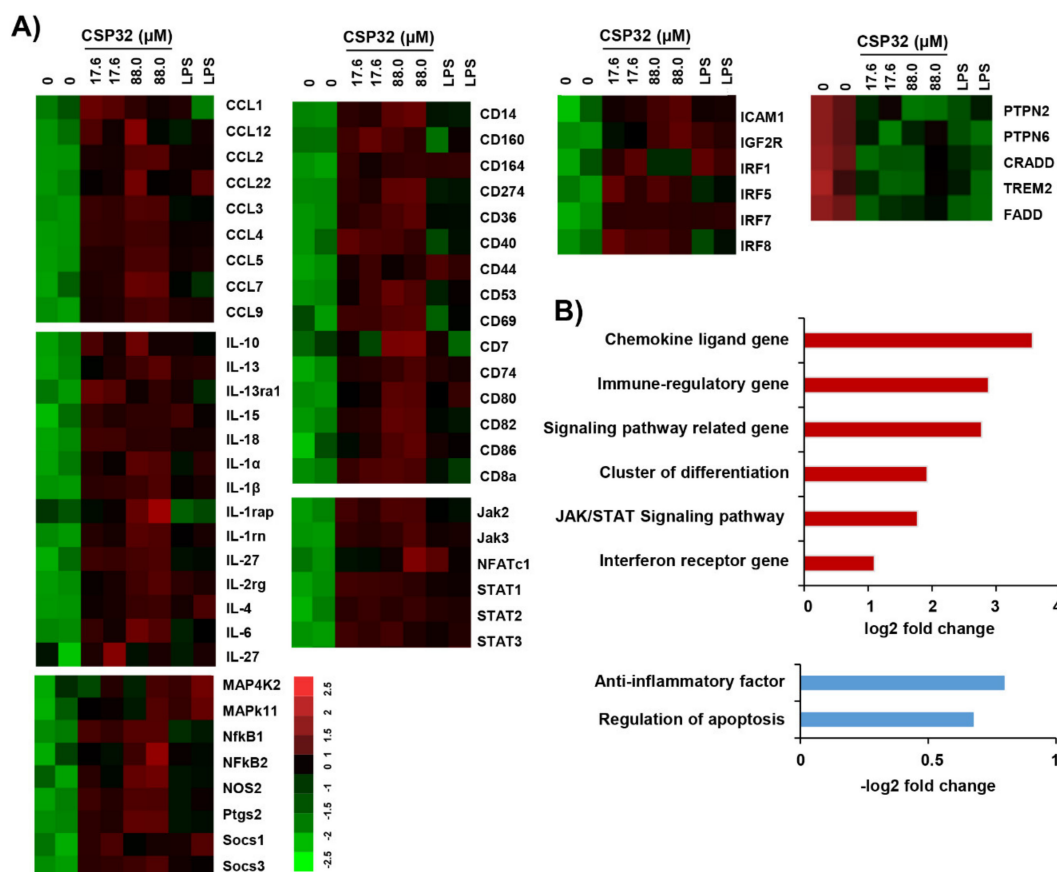 A)
CSP32 (µM)
0 0 17.6 17.6 88.0 88.0 LPS LPS
CCL1
CCL12
CCL2
CCL22
CCL3
CCL4
CCL5
CCL7
CCL9
IL-10
IL-13
IL-13ra1
IL-15
IL-18
IL-1α
IL-1β
IL-1rap
IL-1rn
IL-27
IL-2rg
IL-4
IL-6
IL-27
MAP4K2
MAPk11
NfkB1
NFkB2
NOS2
Ptgs2
Socs1
Socs3
CSP32 (µM)
0 0 17.6 17.6 88.0 88.0 LPS LPS
CD14
CD160
CD164
CD274
CD36
CD40
CD44
CD53
CD69
CD7
CD74
CD80
CD82
CD86
CD8a
Jak2
Jak3
NFATc1
STAT1
STAT2
STAT3
2.5
2
1.5
1
0
-1
-1.5
-2
-2.5
CSP32 (µM)
0 0 17.6 17.6 88.0 88.0 LPS LPS
ICAM1
IGF2R
IRF1
IRF5
IRF7
IRF8
CSP32 (µM)
0 0 17.6 17.6 88.0 88.0 LPS LPS
PTPN2
PTPN6
CRADD
TREM2
FADD
B)
Chemokine ligand gene
Immune-regulatory gene
Signaling pathway related gene
Cluster of differentiation
JAK/STAT Signaling pathway
Interferon receptor gene
0 1 2 3 4
log2 fold change
Anti-inflammatory factor
Regulation of apoptosis
0 0.5 1
-log2 fold change